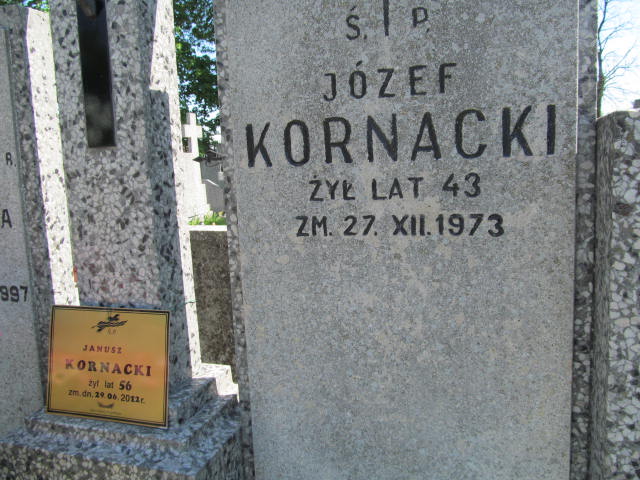 Ś. P.
JÓZEF
KORNACKI
ŻYŁ LAT 43
ZM. 27. XII. 1973
R
A
1997
Ś.P.
JANUSZ
KORNACKI
żył lat 56
zm. dn. 29.06.2012r.